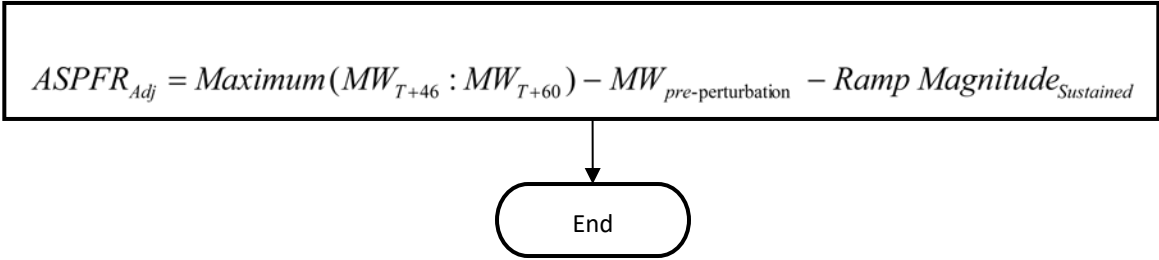 ASPFR_Adj = Maximum(MW_T+46 : MW_T+60) − MW_pre-perturbation − Ramp Magnitude_Sustained
End